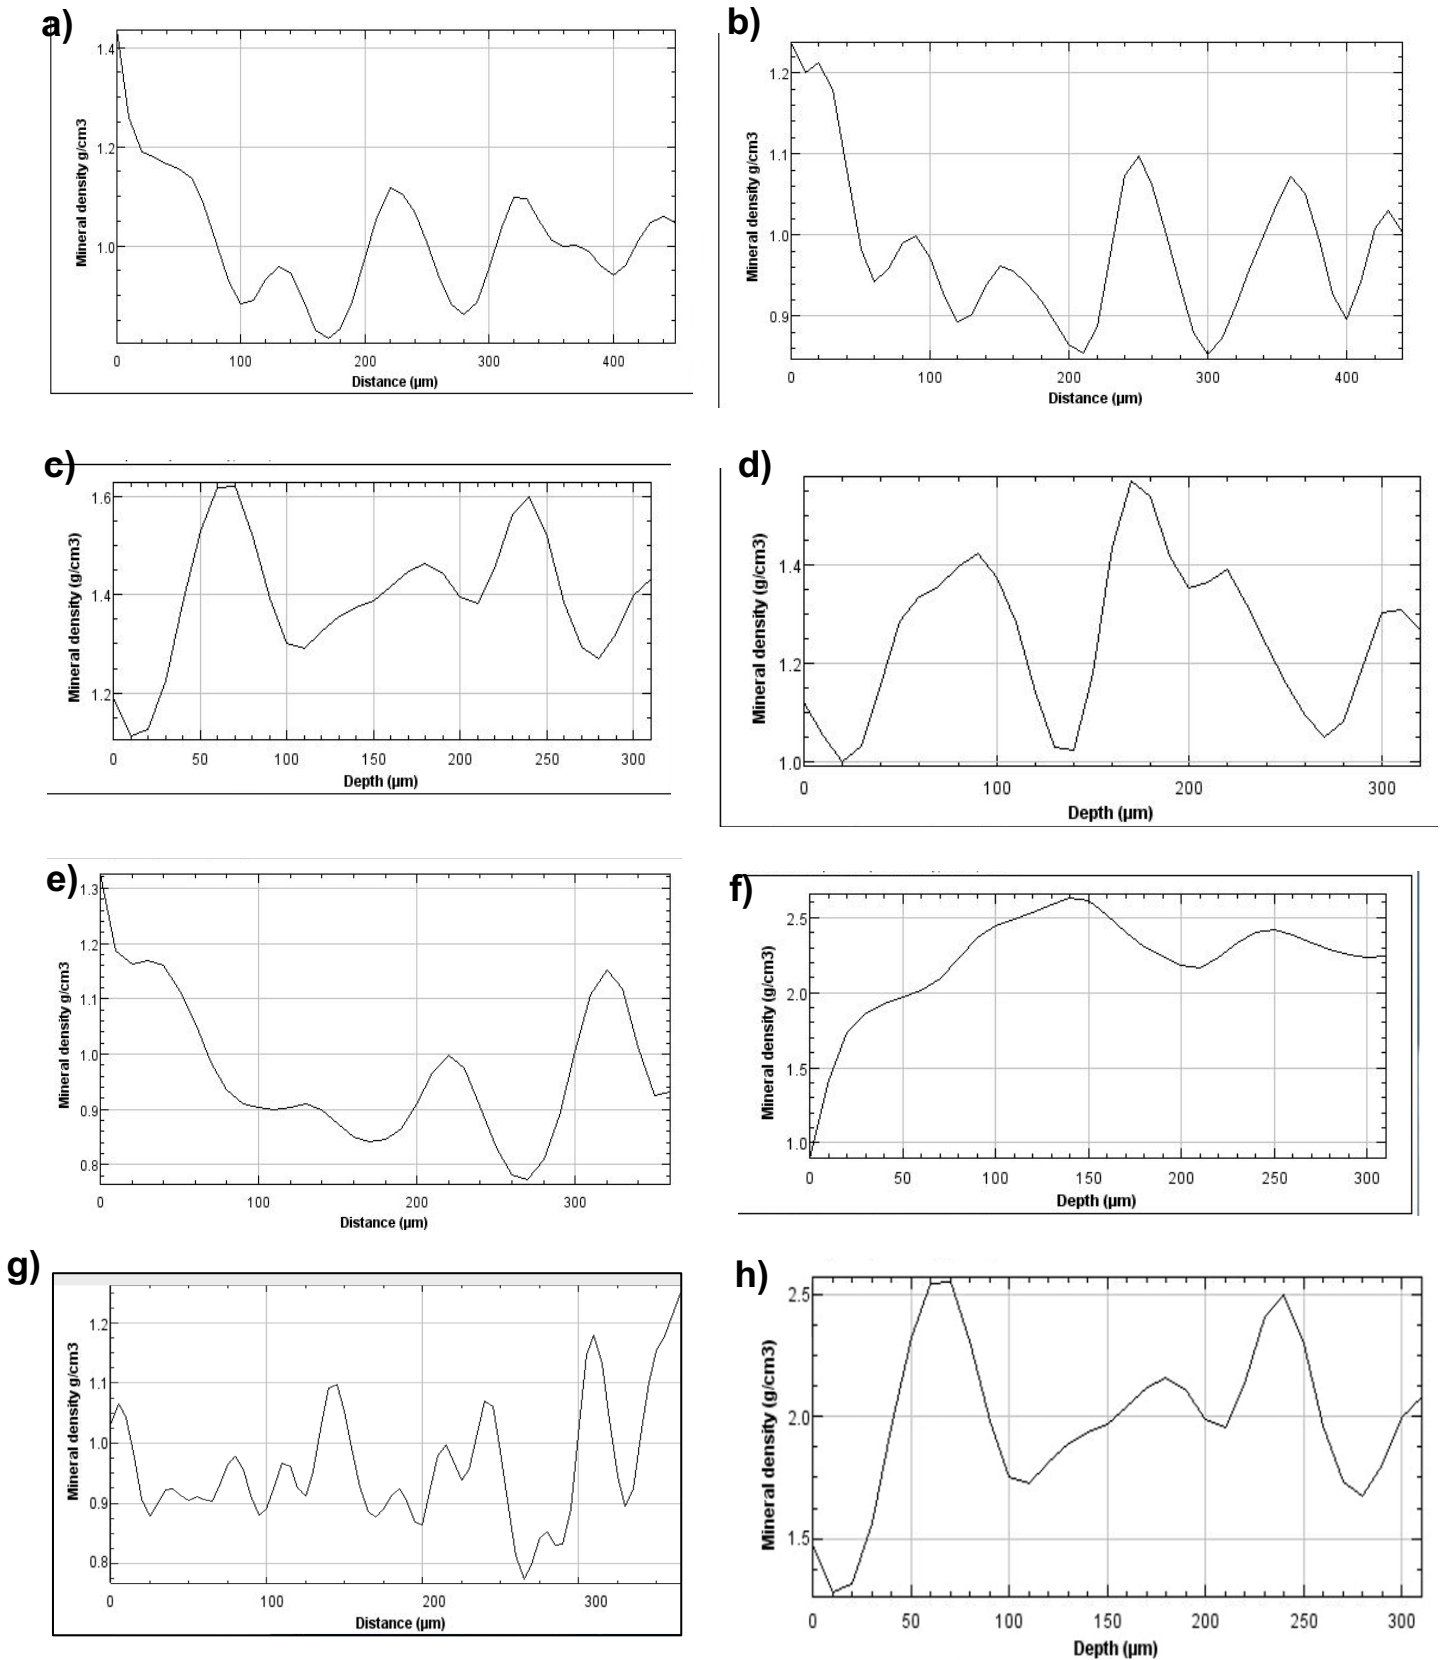 a)
Mineral density g/cm3
1.4
1.2
1.0
0 100 200 300 400
Distance (µm)
b)
Mineral density g/cm3
1.2
1.1
1.0
0.9
0 100 200 300 400
Distance (µm)
c)
Mineral density (g/cm3)
1.6
1.4
1.2
0 50 100 150 200 250 300
Depth (µm)
d)
Mineral density (g/cm3)
1.4
1.2
1.0
0 100 200 300
Depth (µm)
e)
Mineral density g/cm3
1.3
1.2
1.1
1.0
0.9
0.8
0 100 200 300
Distance (µm)
f)
Mineral density (g/cm3)
2.5
2.0
1.5
1.0
0 50 100 150 200 250 300
Depth (µm)
g)
Mineral density g/cm3
1.2
1.1
1.0
0.9
0.8
0 100 200 300
Distance (µm)
h)
Mineral density (g/cm3)
2.5
2.0
1.5
0 50 100 150 200 250 300
Depth (µm)